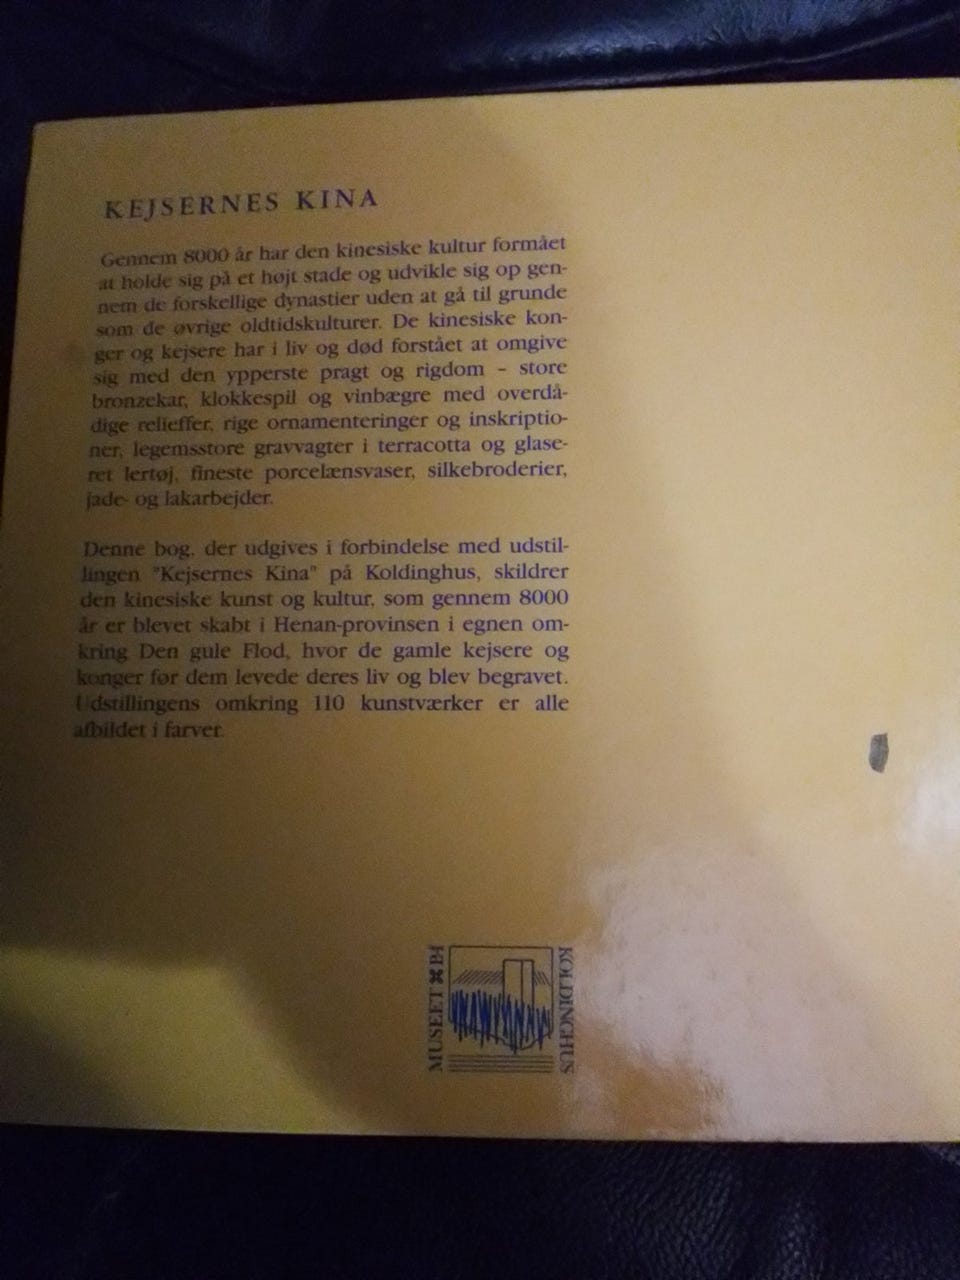 KEJSERNES KINA
Gennem 8000 år har den kinesiske kultur formået
at holde sig på et højt stade og udvikle sig op gen-
nem de forskellige dynastier uden at gå til grunde
som de øvrige oldtidskulturer. De kinesiske kon-
ger og kejsere har i liv og død forstået at omgive
sig med den ypperste pragt og rigdom – store
bronzekar, klokkespil og vinbægre med overdå-
dige relieffer, rige ornamenteringer og inskriptio-
ner, legemsstore gravvagter i terracotta og glase-
ret lertøj, fineste porcelænsvaser, silkebroderier,
jade- og lakarbejder.
Denne bog, der udgives i forbindelse med udstil-
lingen "Kejsernes Kina" på Koldinghus, skildrer
den kinesiske kunst og kultur, som gennem 8000
år er blevet skabt i Henan-provinsen i egnen om-
kring Den gule Flod, hvor de gamle kejsere og
konger før dem levede deres liv og blev begravet.
Udstillingens omkring 110 kunstværker er alle
afbildet i farver.
MUSEET PÅ
KOLDINGHUS